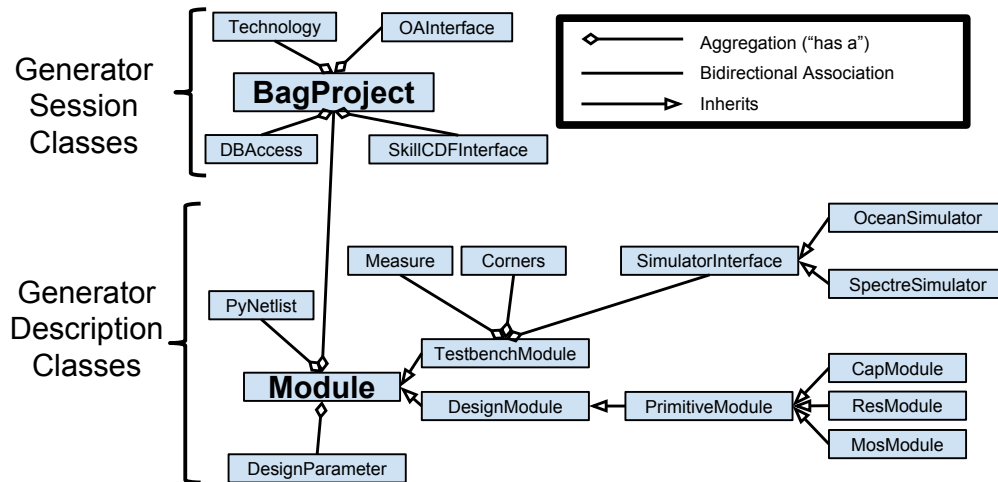 Generator
Session
Classes
Technology
OAInterface
BagProject
DBAccess
SkillCDFInterface
Aggregation (“has a”)
Bidirectional Association
Inherits
Generator
Description
Classes
OceanSimulator
Measure
Corners
SimulatorInterface
SpectreSimulator
PyNetlist
TestbenchModule
Module
DesignModule
PrimitiveModule
CapModule
ResModule
MosModule
DesignParameter